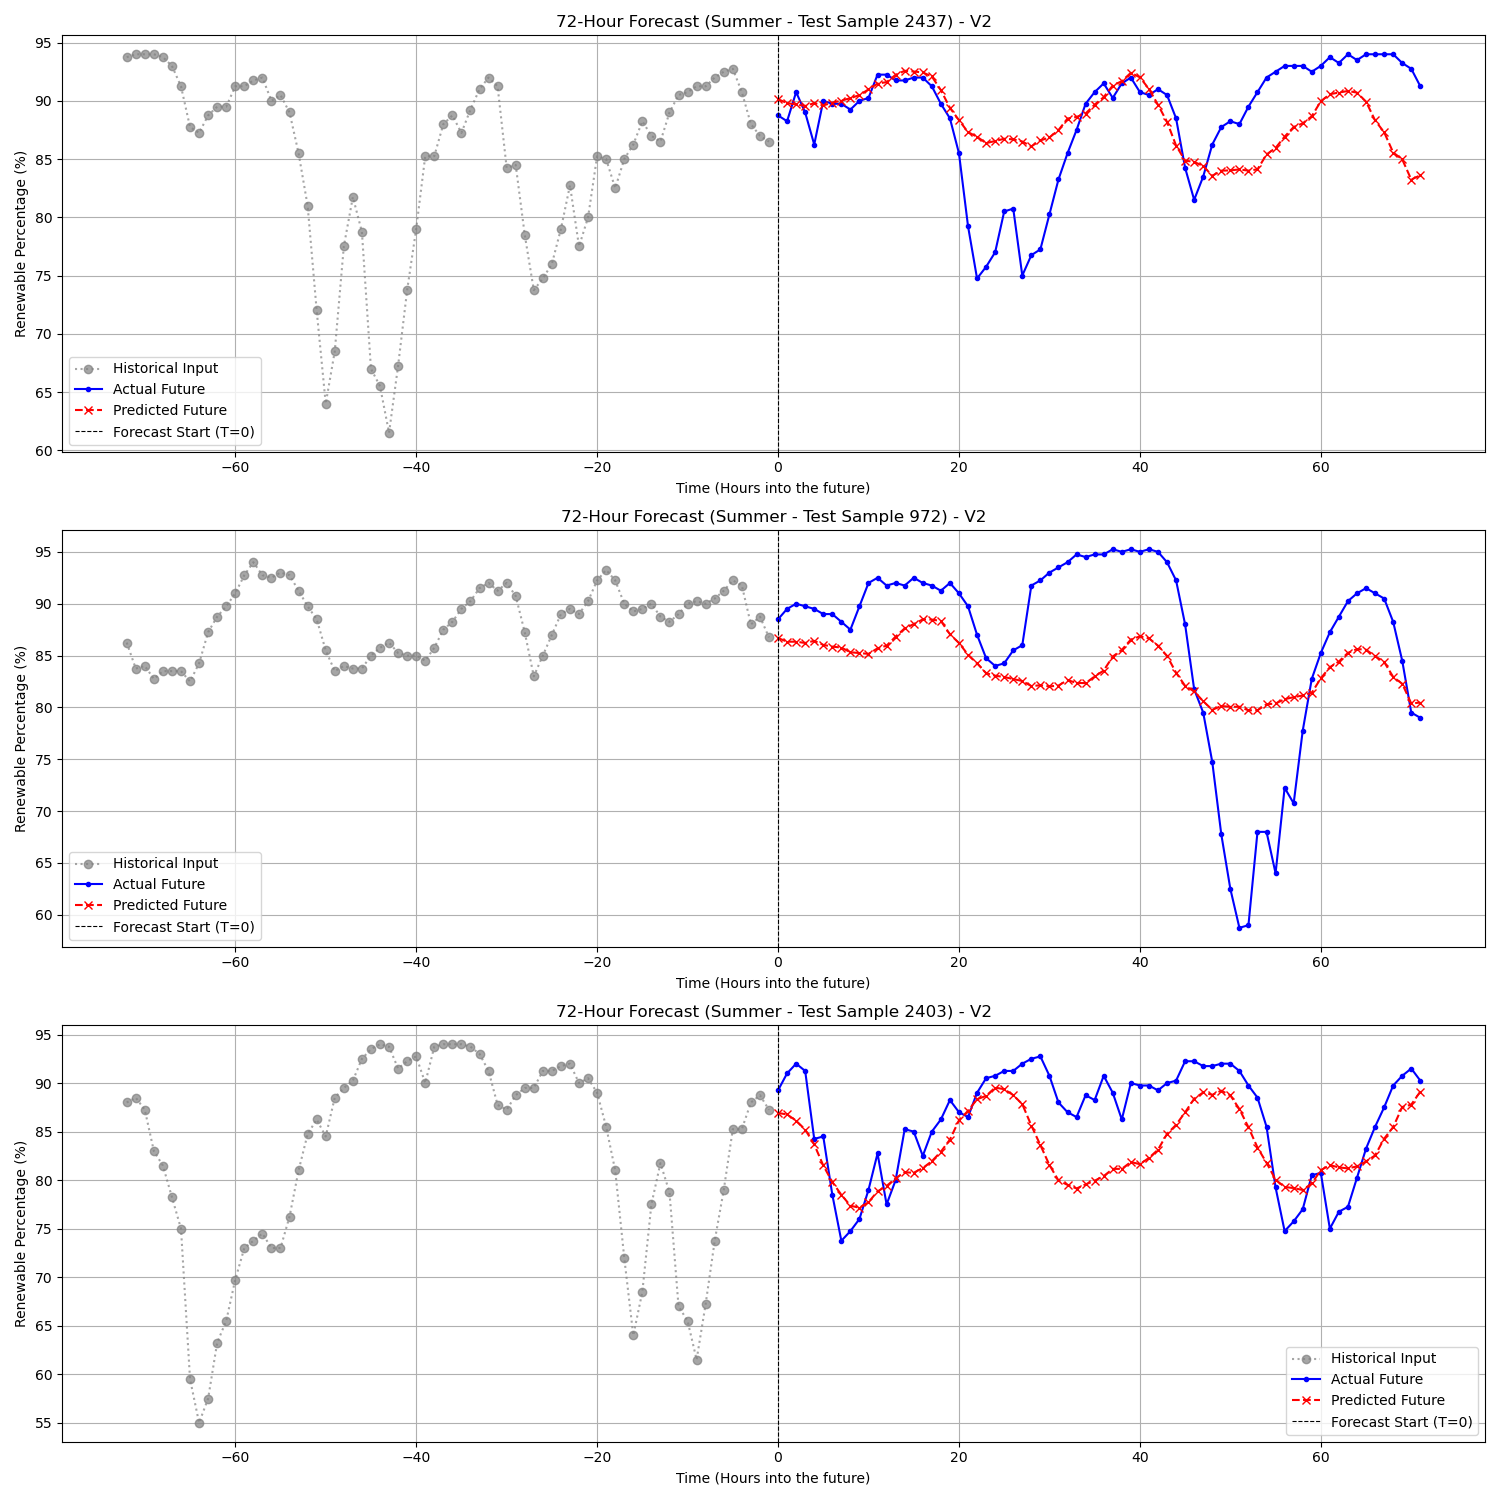 72-Hour Forecast (Summer - Test Sample 2437) - V2
Renewable Percentage (%)
95
90
85
80
75
70
65
60
Historical Input
Actual Future
Predicted Future
Forecast Start (T=0)
−60 −40 −20 0 20 40 60
Time (Hours into the future)
72-Hour Forecast (Summer - Test Sample 972) - V2
Renewable Percentage (%)
95
90
85
80
75
70
65
60
Historical Input
Actual Future
Predicted Future
Forecast Start (T=0)
−60 −40 −20 0 20 40 60
Time (Hours into the future)
72-Hour Forecast (Summer - Test Sample 2403) - V2
Renewable Percentage (%)
95
90
85
80
75
70
65
60
55
Historical Input
Actual Future
Predicted Future
Forecast Start (T=0)
−60 −40 −20 0 20 40 60
Time (Hours into the future)